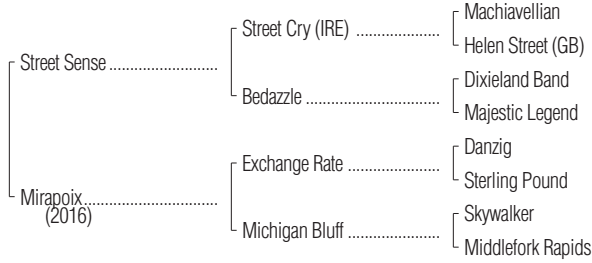 Machiavellian
Street Cry (IRE) ..................
Helen Street (GB)
Street Sense ........................
Dixieland Band
Bedazzle .............................
Majestic Legend
Danzig
Exchange Rate ....................
Sterling Pound
Mirapoix..............................
(2016)
Skywalker
Michigan Bluff ....................
Middlefork Rapids